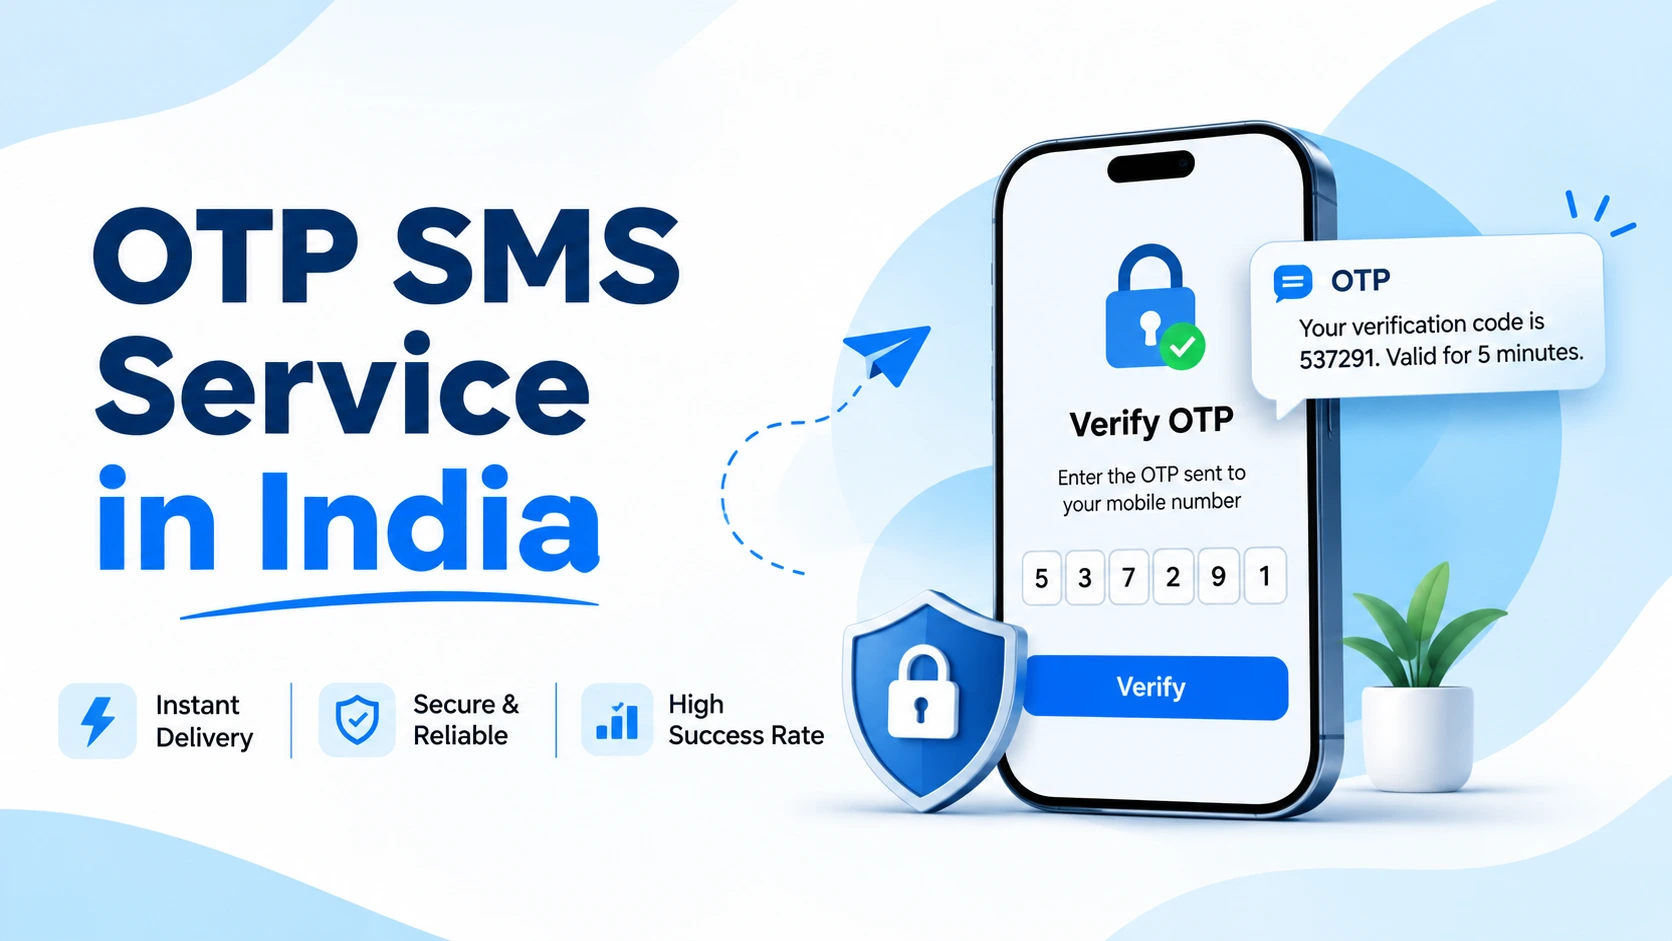 OTP SMS
Service
in India
Instant
Delivery
Secure &
Reliable
High
Success Rate
Verify OTP
Enter the OTP sent to
your mobile number
5 3 7 2 9 1
Verify
OTP
Your verification code is
537291. Valid for 5 minutes.